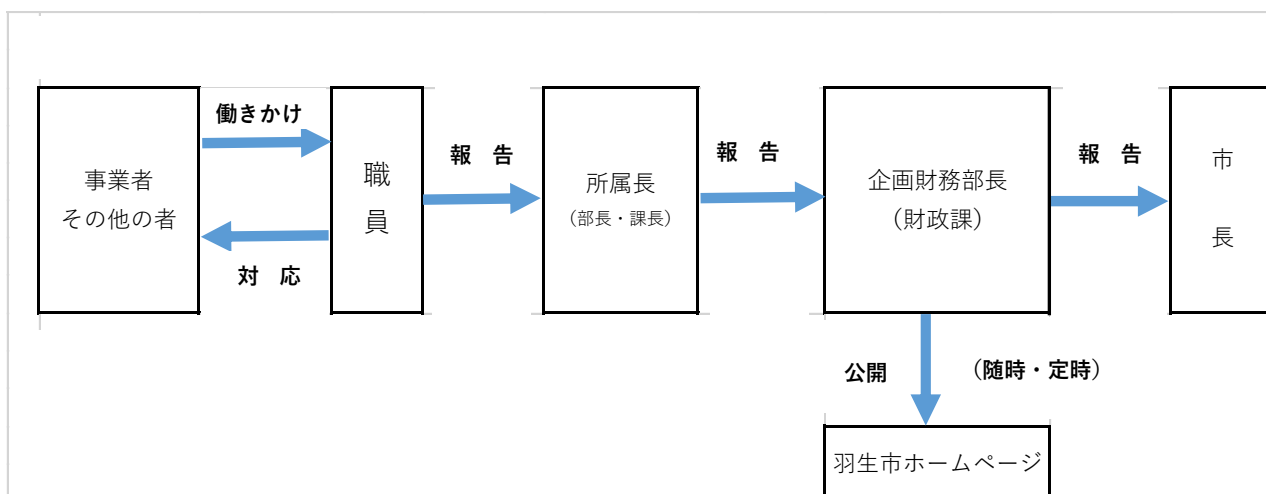 事業者
その他の者
働きかけ
対　応
職
員
報　告
所属長
（部長・課長）
報　告
企画財務部長
（財政課）
報　告
市
長
公開
（随時・定時）
羽生市ホームページ